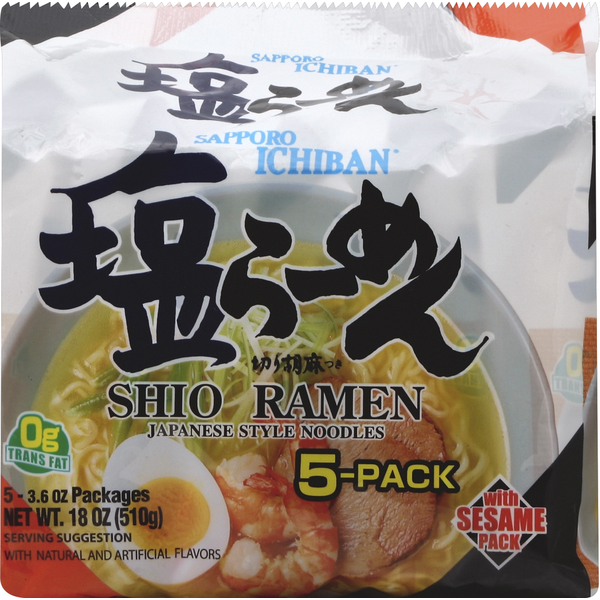 SAPPORO
ICHIBAN
塩らーめん
SAPPORO
ICHIBAN
塩らーめん
切り胡麻つき
SHIO RAMEN
JAPANESE STYLE NOODLES
0g
TRANS FAT
5-PACK
5 - 3.6 OZ Packages
NET WT. 18 OZ (510g)
SERVING SUGGESTION
WITH NATURAL AND ARTIFICIAL FLAVORS
with
SESAME
PACK
0g
TRANS